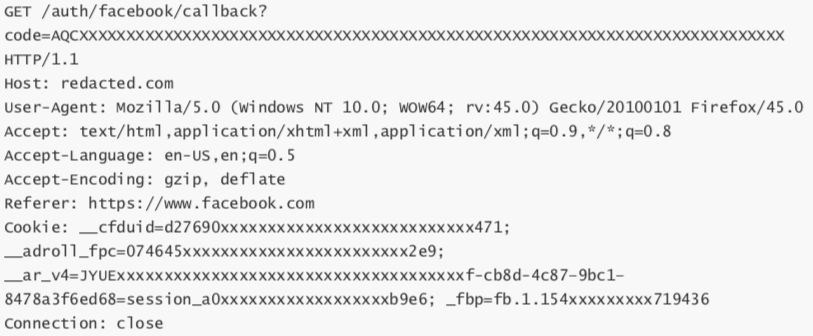 GET /auth/facebook/callback?
code=AQCXXXXXXXXXXXXXXXXXXXXXXXXXXXXXXXXXXXXXXXXXXXXXXXXXXXXXXXXXXXXXXXXXXXXXXXXXXX
HTTP/1.1
Host: redacted.com
User-Agent: Mozilla/5.0 (Windows NT 10.0; WOW64; rv:45.0) Gecko/20100101 Firefox/45.0
Accept: text/html,application/xhtml+xml,application/xml;q=0.9,*/*;q=0.8
Accept-Language: en-US,en;q=0.5
Accept-Encoding: gzip, deflate
Referer: https://www.facebook.com
Cookie: __cfduid=d27690xxxxxxxxxxxxxxxxxxxxxxxxxxx471;
__adroll_fpc=074645xxxxxxxxxxxxxxxxxxxxxxxx2e9;
__ar_v4=JYUExxxxxxxxxxxxxxxxxxxxxxxxxxxxxxxxxxxxxf-cb8d-4c87-9bc1-
8478a3f6ed68=session_a0xxxxxxxxxxxxxxxxxxb9e6; _fbp=fb.1.154xxxxxxxxx719436
Connection: close